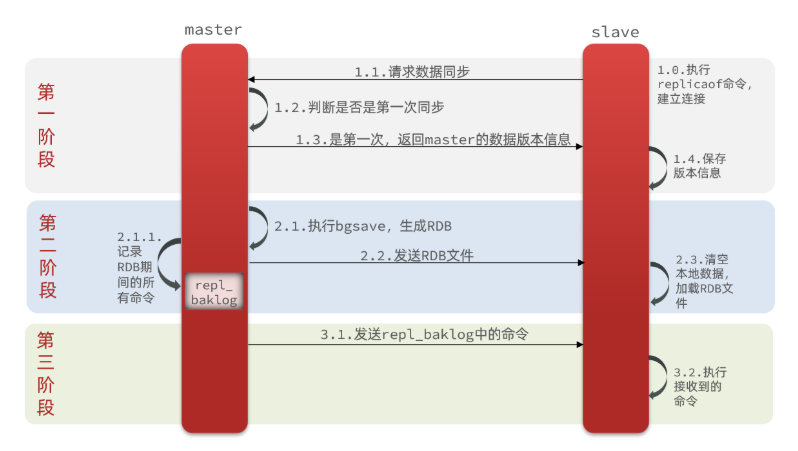 master
slave
第一阶段
1.0.执行
replicaof命令，
建立连接
1.1.请求数据同步
1.2.判断是否是第一次同步
1.3.是第一次，返回master的数据版本信息
1.4.保存
版本信息
第二阶段
2.1.执行bgsave，生成RDB
2.1.1.
记录
RDB期
间的所
有命令
repl_
baklog
2.2.发送RDB文件
2.3.清空
本地数据，
加载RDB文
件
第三阶段
3.1.发送repl_baklog中的命令
3.2.执行
接收到的
命令